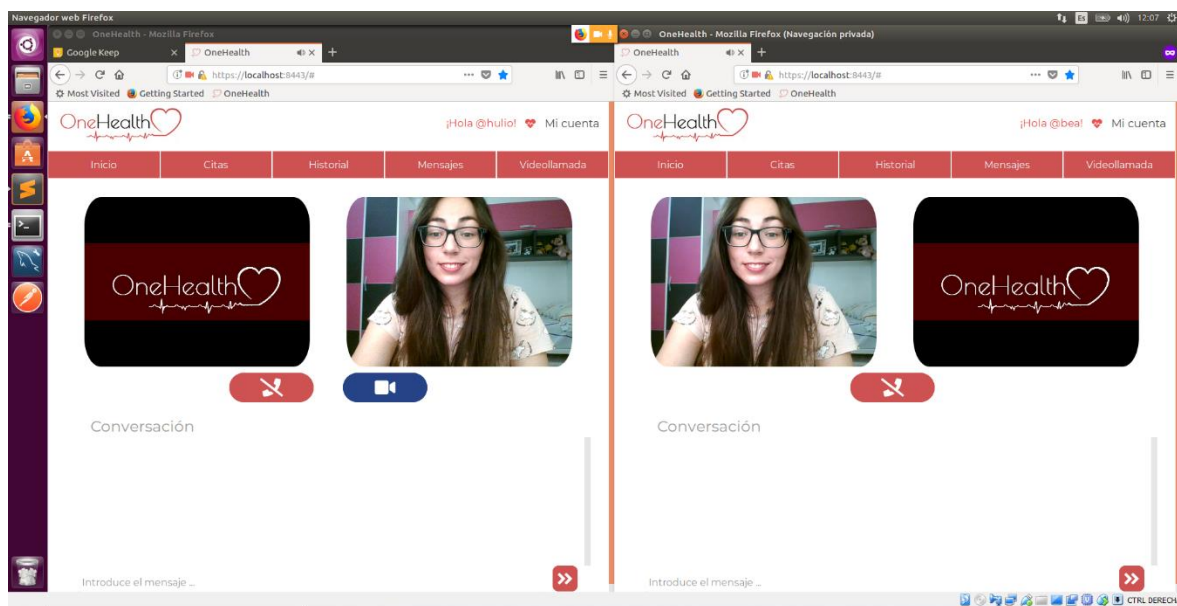 Navegador web Firefox
Es
12:07
OneHealth - Mozilla Firefox
Google Keep
OneHealth
https://localhost:8443/#
Most Visited
Getting Started
OneHealth
OneHealth
¡Hola @hulio!
Mi cuenta
Inicio
Citas
Historial
Mensajes
Videollamada
OneHealth
Conversación
Introduce el mensaje ...
OneHealth - Mozilla Firefox (Navegación privada)
OneHealth
https://localhost:8443/#
Most Visited
Getting Started
OneHealth
OneHealth
¡Hola @bea!
Mi cuenta
Inicio
Citas
Historial
Mensajes
Videollamada
OneHealth
Conversación
Introduce el mensaje ...
CTRL DERECH